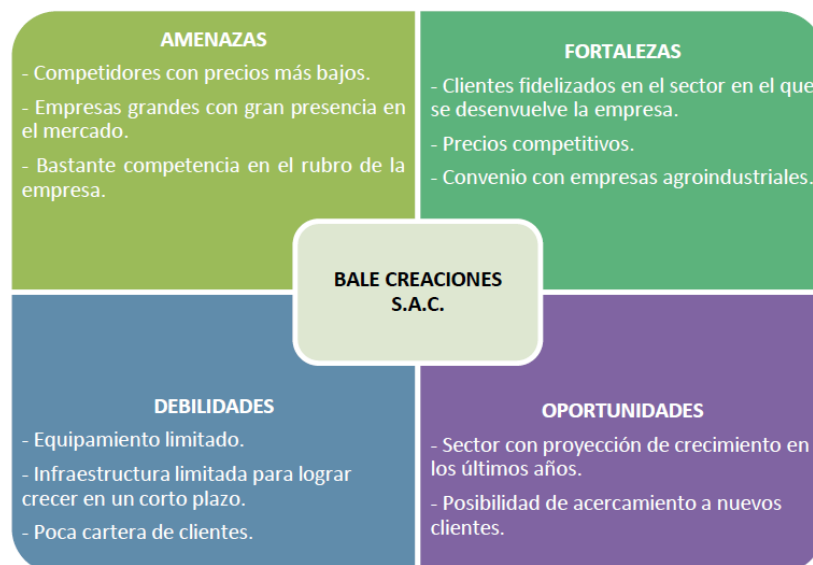 AMENAZAS
- Competidores con precios más bajos.
- Empresas grandes con gran presencia en
el mercado.
- Bastante competencia en el rubro de la
empresa.
FORTALEZAS
- Clientes fidelizados en el sector en el que
se desenvuelve la empresa.
- Precios competitivos.
- Convenio con empresas agroindustriales.
BALE CREACIONES
S.A.C.
DEBILIDADES
- Equipamiento limitado.
- Infraestructura limitada para lograr
crecer en un corto plazo.
- Poca cartera de clientes.
OPORTUNIDADES
- Sector con proyección de crecimiento en
los últimos años.
- Posibilidad de acercamiento a nuevos
clientes.